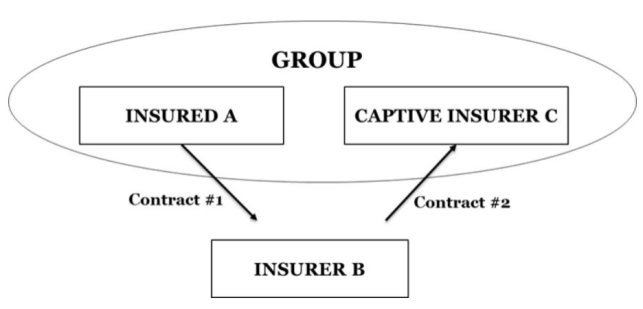 GROUP
INSURED A
CAPTIVE INSURER C
Contract #1
Contract #2
INSURER B